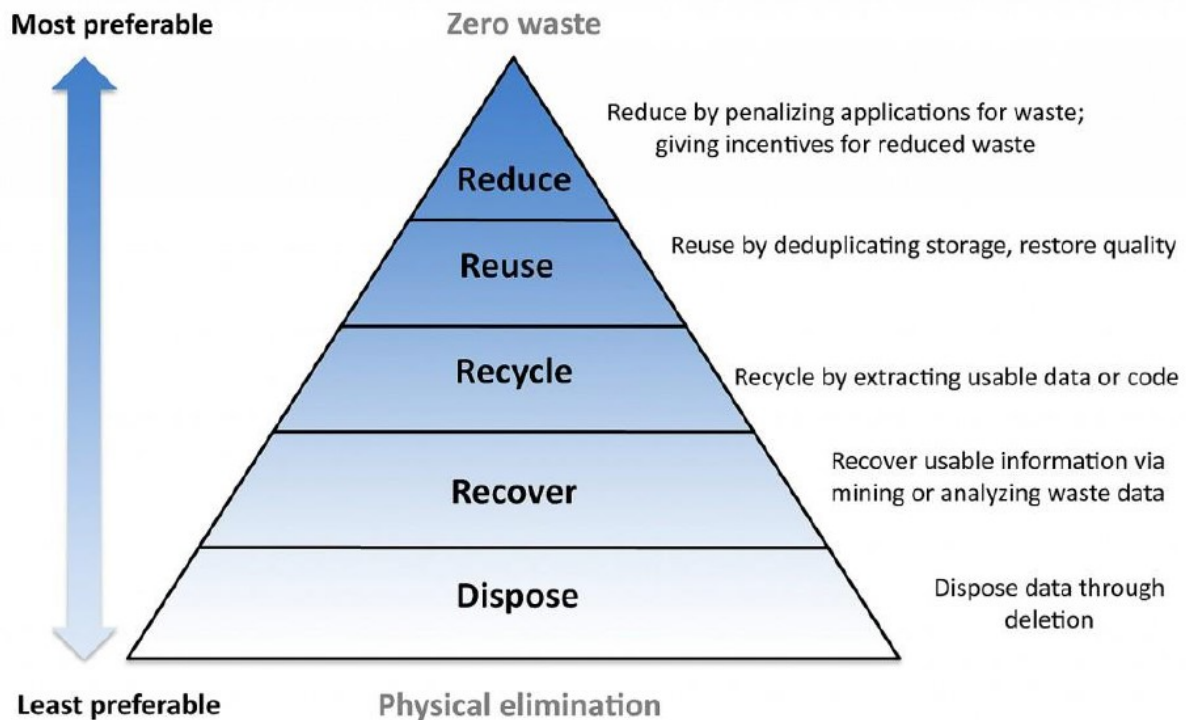 Most preferable
Zero waste
Reduce by penalizing applications for waste;
giving incentives for reduced waste
Reduce
Reuse by deduplicating storage, restore quality
Reuse
Recycle
Recycle by extracting usable data or code
Recover usable information via
mining or analyzing waste data
Recover
Dispose
Dispose data through
deletion
Least preferable
Physical elimination